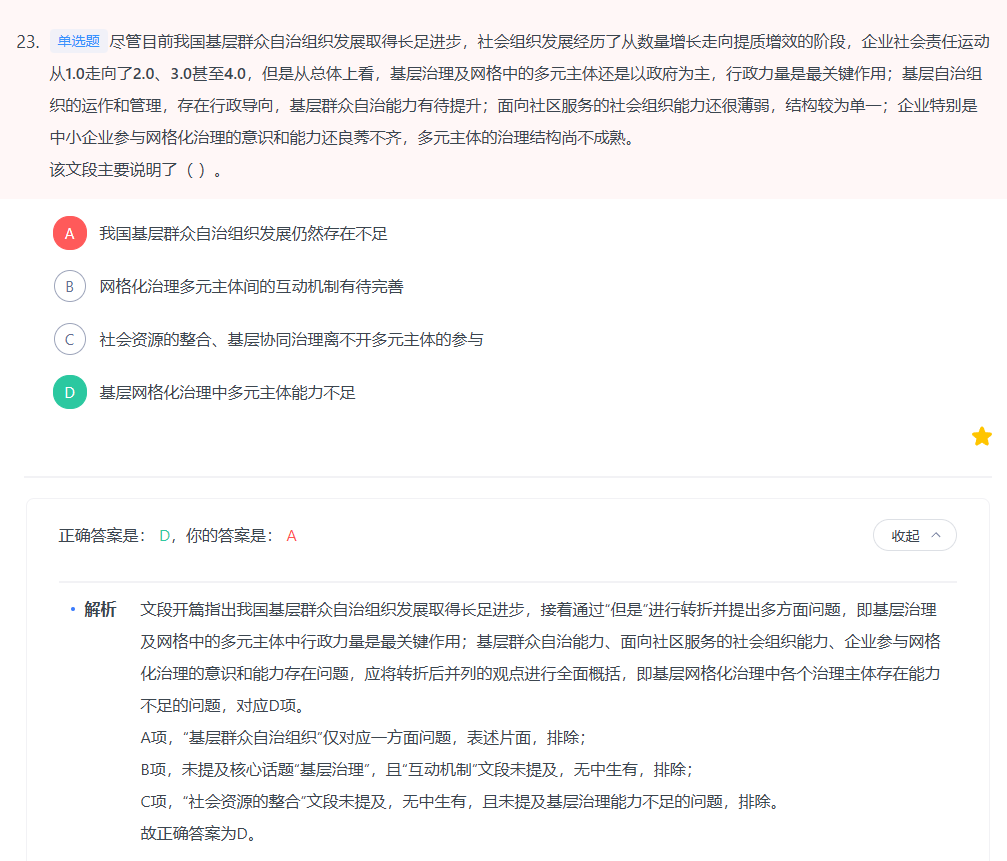 23. 单选题 尽管目前我国基层群众自治组织发展取得长足进步，社会组织发展经历了从数量增长走向提质增效的阶段，企业社会责任运动
从1.0走向了2.0、3.0甚至4.0，但是从总体上看，基层治理及网格中的多元主体还是以政府为主，行政力量是最关键作用；基层自治组
织的运作和管理，存在行政导向，基层群众自治能力有待提升；面向社区服务的社会组织能力还很薄弱，结构较为单一；企业特别是
中小企业参与网格化治理的意识和能力还良莠不齐，多元主体的治理结构尚不成熟。
该文段主要说明了（ ）。
A 我国基层群众自治组织发展仍然存在不足
B 网格化治理多元主体间的互动机制有待完善
C 社会资源的整合、基层协同治理离不开多元主体的参与
D 基层网格化治理中多元主体能力不足
正确答案是： D，你的答案是： A
收起
解析 文段开篇指出我国基层群众自治组织发展取得长足进步，接着通过“但是”进行转折并提出多方面问题，即基层治理
及网格中的多元主体中行政力量是最关键作用；基层群众自治能力、面向社区服务的社会组织能力、企业参与网格
化治理的意识和能力存在问题，应将转折后并列的观点进行全面概括，即基层网格化治理中各个治理主体存在能力
不足的问题，对应D项。
A项，“基层群众自治组织”仅对应一方面问题，表述片面，排除；
B项，未提及核心话题“基层治理”，且“互动机制”文段未提及，无中生有，排除；
C项，“社会资源的整合”文段未提及，无中生有，且未提及基层治理能力不足的问题，排除。
故正确答案为D。